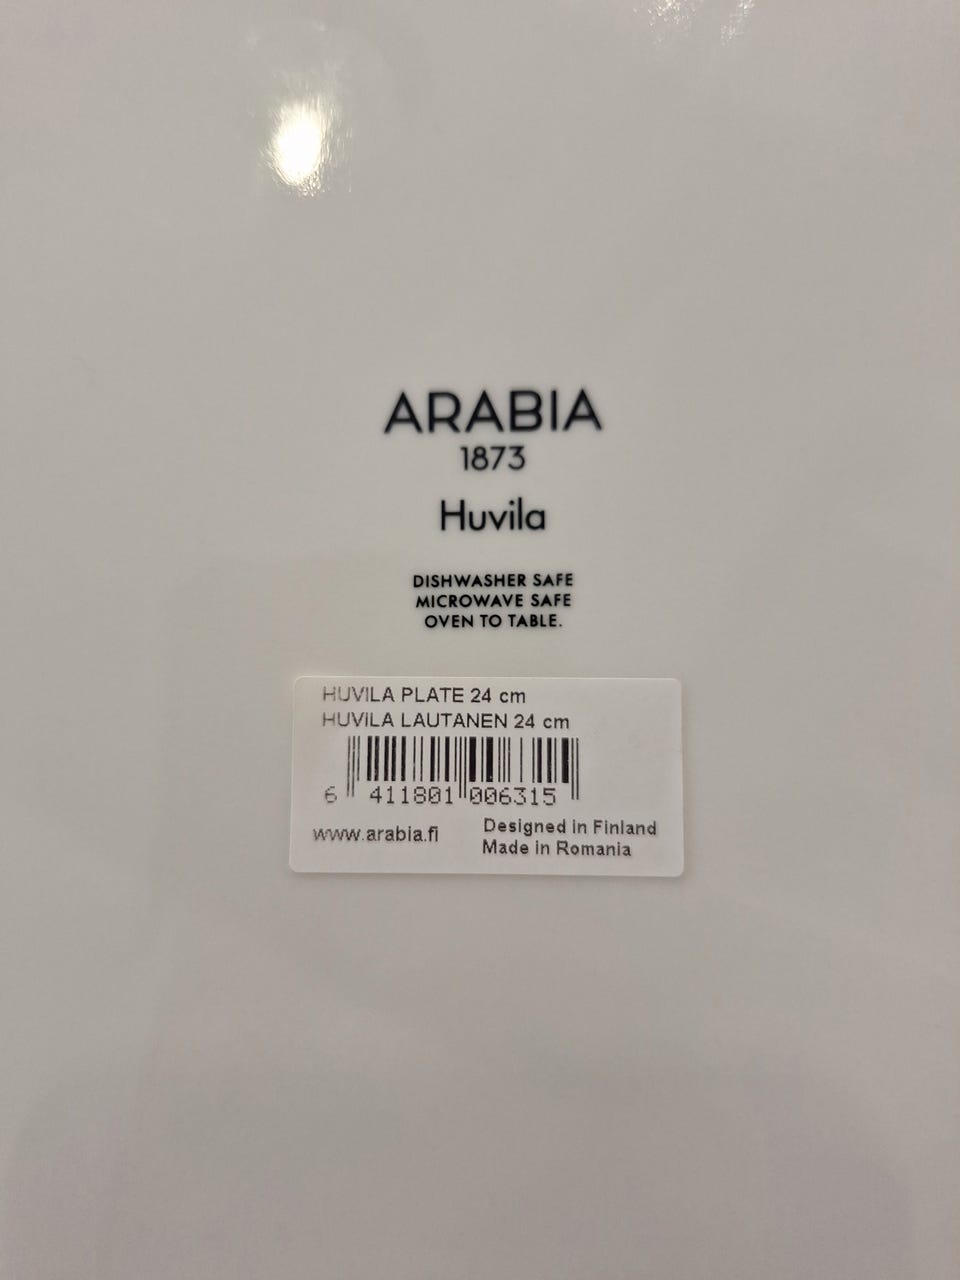 ARABIA
1873
Huvila
DISHWASHER SAFE
MICROWAVE SAFE
OVEN TO TABLE.
HUVILA PLATE 24 cm
HUVILA LAUTANEN 24 cm
6 411801 006315
www.arabia.fi
Designed in Finland
Made in Romania